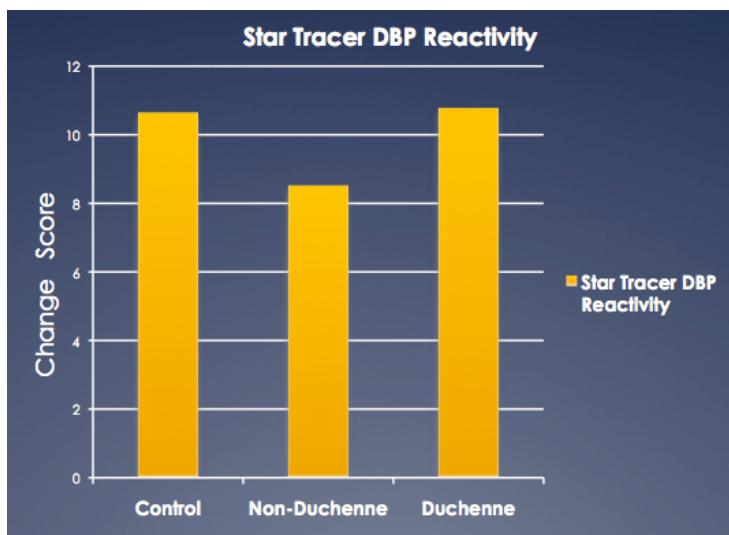 Star Tracer DBP Reactivity
12
10
8
6
4
2
0
Change Score
Control Non-Duchenne Duchenne
Star Tracer DBP
Reactivity